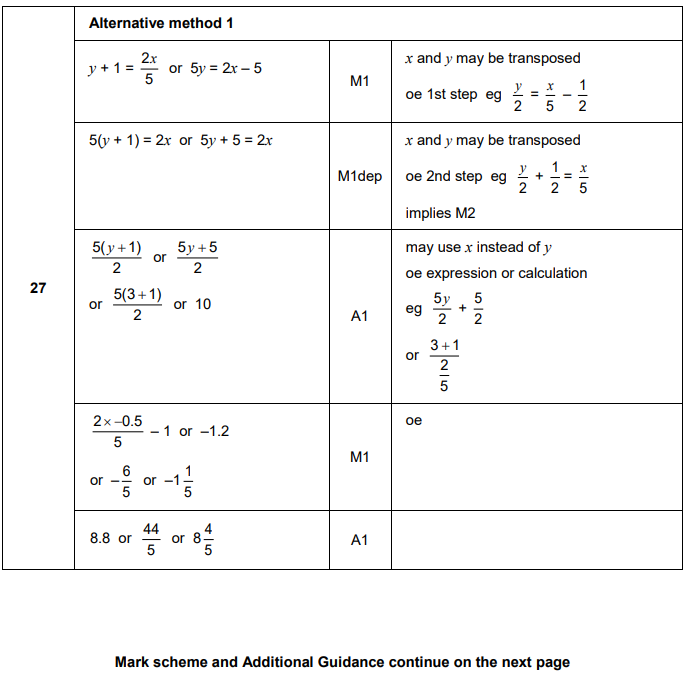 Alternative method 1
y + 1 = 2x/5 or 5y = 2x – 5
M1
x and y may be transposed
oe 1st step eg y/2 = x/5 – 1/2
5(y + 1) = 2x or 5y + 5 = 2x
M1dep
x and y may be transposed
oe 2nd step eg y/2 + 1/2 = x/5
implies M2
27
5(y + 1)/2 or 5y + 5/2
or 5(3 + 1)/2 or 10
A1
may use x instead of y
oe expression or calculation
eg 5y/2 + 5/2
or 3 + 1/2/5
2 × –0.5/5 – 1 or –1.2
or –6/5 or –1 1/5
M1
oe
8.8 or 44/5 or 8 4/5
A1
Mark scheme and Additional Guidance continue on the next page